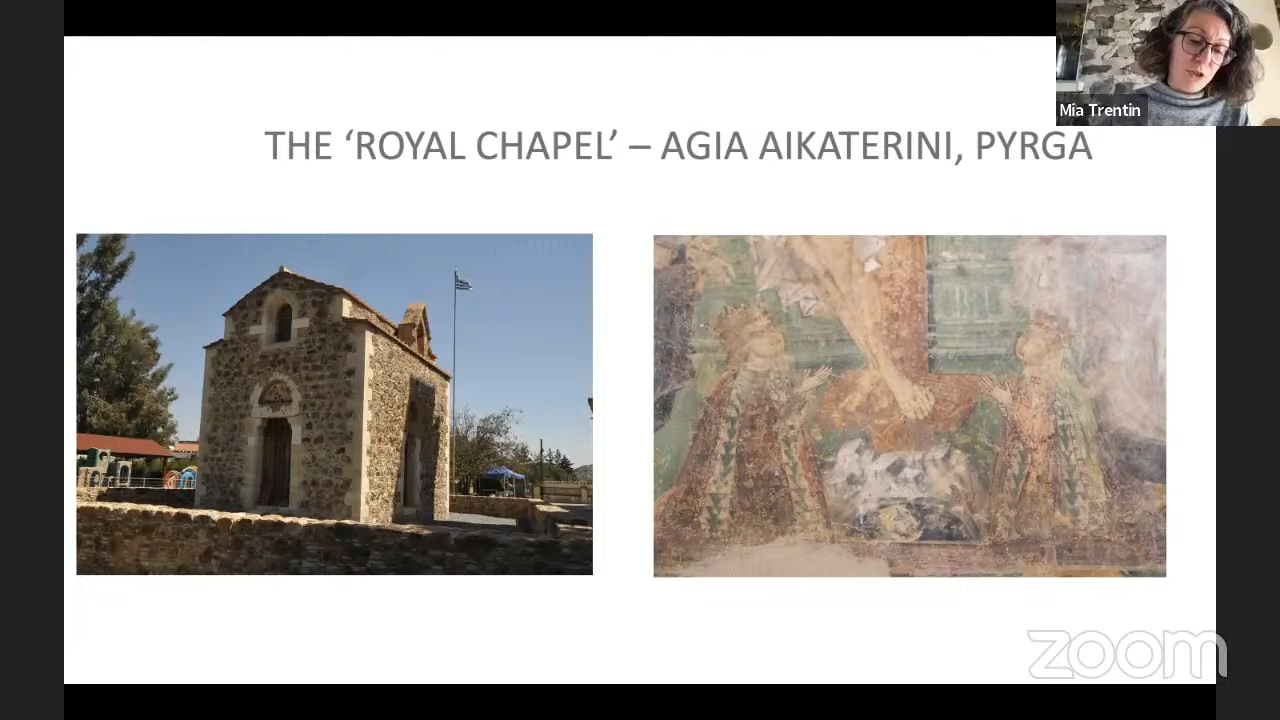 Mia Trentin
THE ‘ROYAL CHAPEL’ – AGIA AIKATERINI, PYRGA
zoom